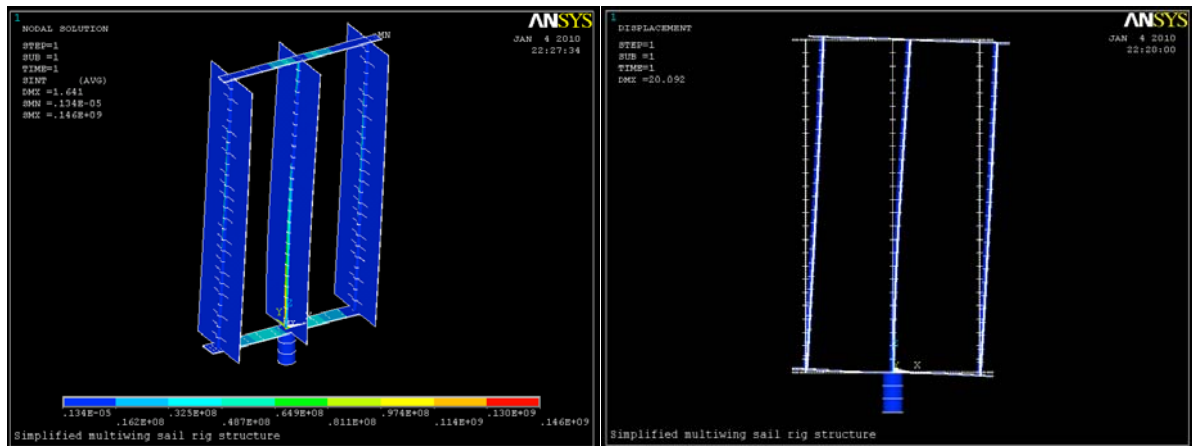 1
ANSYS
NODAL SOLUTION
JAN 4 2010
22:27:34
STEP=1
SUB =1
TIME=1
SINT (AVG)
DMX =1.641
SMN =.134E-05
SMX =.146E+09
MN
Y
.134E-05 .325E+08 .649E+08 .974E+08 .130E+09
.162E+08 .487E+08 .811E+08 .114E+09 .146E+09
Simplified multiwing sail rig structure
1
ANSYS
DISPLACEMENT
JAN 4 2010
22:20:00
STEP=1
SUB =1
TIME=1
DMX =20.092
X
Simplified multiwing sail rig structure